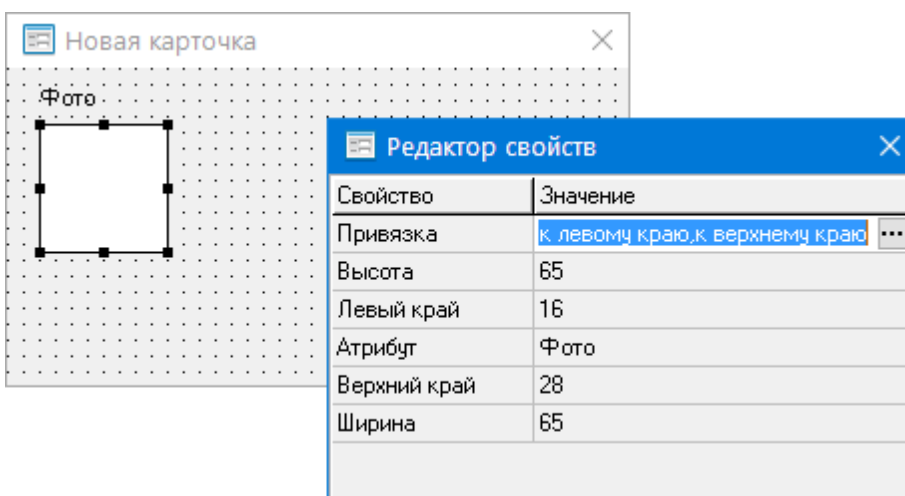 Новая карточка
Фото
Редактор свойств
Свойство Значение
Привязка к левому краю,к верхнему краю ...
Высота 65
Левый край 16
Атрибут Фото
Верхний край 28
Ширина 65